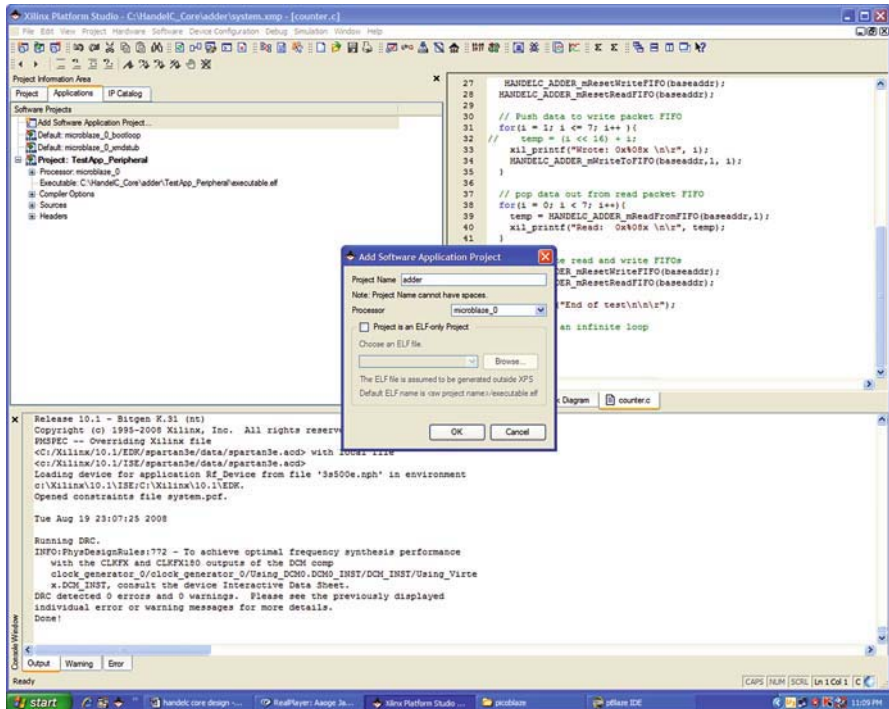 Xilinx Platform Studio - C:\HandelC_Core\adder\system.xmp - [counter.c]
File Edit View Project Hardware Software Device Configuration Debug Simulation Window Help
Project Information Area
Project Applications IP Catalog
Software Projects
Add Software Application Project...
Default: microblaze_0_bootloop
Default: microblaze_0_xmdstub
Project: TestApp_Peripheral
Processor: microblaze_0
Executable: C:\HandelC_Core\adder\TestApp_Peripheral\executable.elf
Compiler Options
Sources
Headers
27 HANDELC_ADDER_mResetWriteFIFO(baseaddr);
28 HANDELC_ADDER_mResetReadFIFO(baseaddr);
29
30 // Push data to write packet FIFO
31 for(i = 1; i <= 7; i++ ){
32 // temp = (i << 16) + i;
33 xil_printf("Wrote: 0x%08x \n\r", i);
34 HANDELC_ADDER_mWriteToFIFO(baseaddr,1, i);
35 }
36
37 // pop data out from read packet FIFO
38 for(i = 0; i < 7; i++){
39 temp = HANDELC_ADDER_mReadFromFIFO(baseaddr,1);
40 xil_printf("Read: 0x%08x \n\r", temp);
41 }
e read and write FIFOs
DER_mResetWriteFIFO(baseaddr);
DER_mResetReadFIFO(baseaddr);
"End of test\n\n\r");
an infinite loop
Diagram counter.c
Add Software Application Project
Project Name adder
Note: Project Name cannot have spaces.
Processor microblaze_0
Project is an ELF-only Project
Choose an ELF file.
Browse...
The ELF file is assumed to be generated outside XPS
Default ELF name is <sw project name>/executable.elf
OK Cancel
Release 10.1 - Bitgen K.31 (nt)
Copyright (c) 1995-2008 Xilinx, Inc. All rights reserve
PMSPEC -- Overriding Xilinx file
<C:/Xilinx/10.1/EDK/spartan3e/data/spartan3e.acd> with local file
<c:/Xilinx/10.1/ISE/spartan3e/data/spartan3e.acd>
Loading device for application Rf_Device from file '3s500e.nph' in environment
c:\Xilinx\10.1\ISE;C:\Xilinx\10.1\EDK.
Opened constraints file system.pcf.
Tue Aug 19 23:07:25 2008
Running DRC.
INFO:PhysDesignRules:772 - To achieve optimal frequency synthesis performance
with the CLKFX and CLKFX180 outputs of the DCM comp
clock_generator_0/clock_generator_0/Using_DCM0.DCM0_INST/DCM_INST/Using_Virte
x.DCM_INST, consult the device Interactive Data Sheet.
DRC detected 0 errors and 0 warnings. Please see the previously displayed
individual error or warning messages for more details.
Done!
Console Window
Output Warning Error
Ready
CAPS NUM SCRL Ln 1 Col 1 C
start
handelc core design -...
RealPlayer: Aaoge Ja...
Xilinx Platform Studio ...
picoblaze
pBlaze IDE
11:09 PM